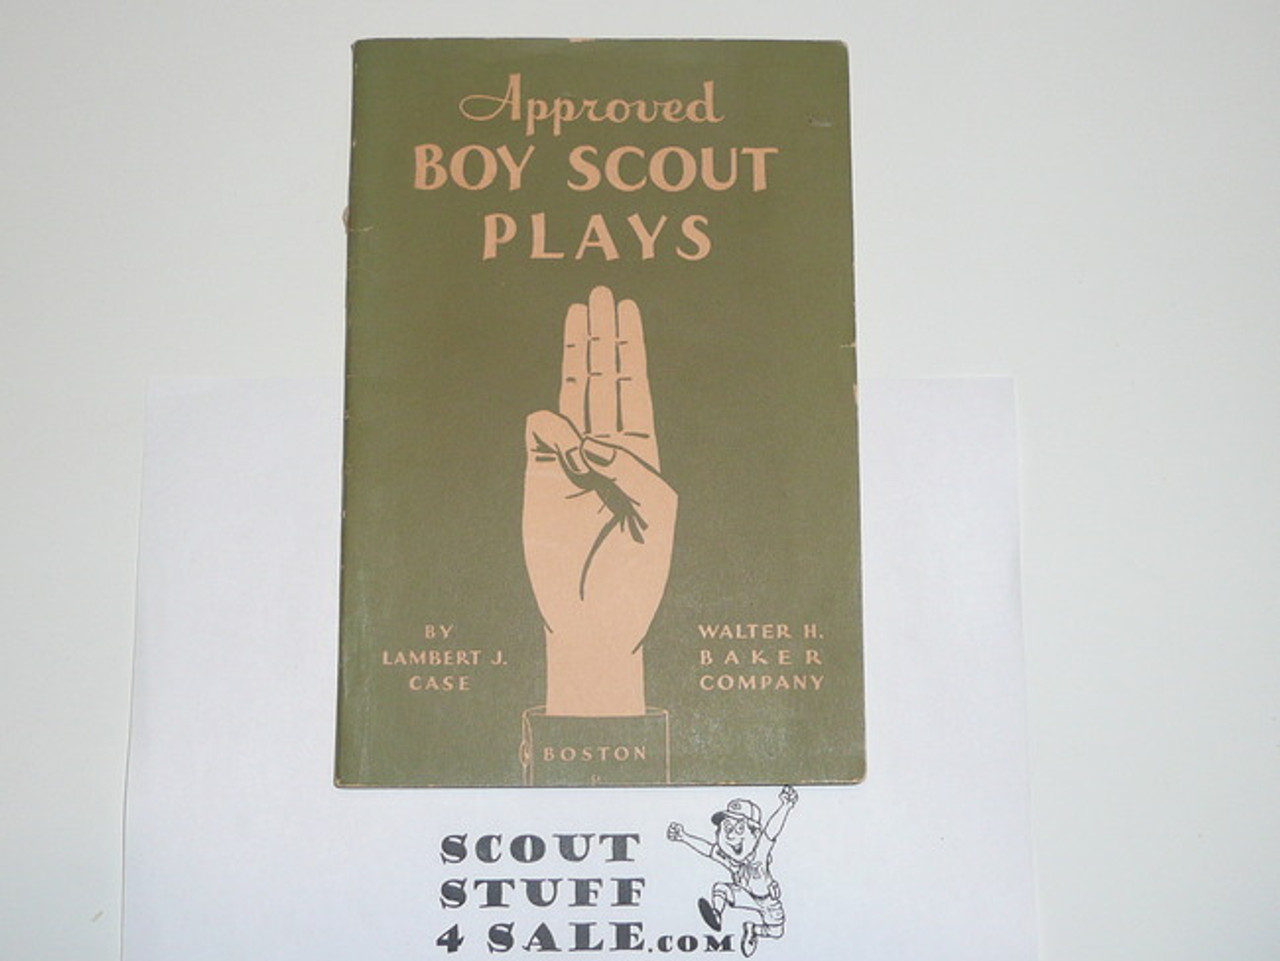 Approved
BOY SCOUT
PLAYS
BY
LAMBERT J.
CASE
WALTER H.
BAKER
COMPANY
BOSTON
SCOUT
STUFF
4 SALE.COM